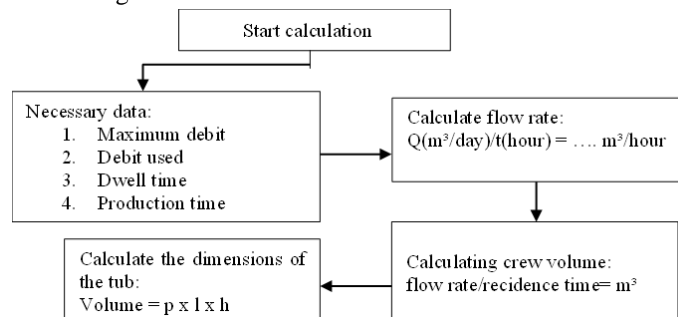 Start calculation
Necessary data:
1. Maximum debit
2. Debit used
3. Dwell time
4. Production time
Calculate flow rate:
Q(m³/day)/t(hour) = .... m³/hour
Calculating crew volume:
flow rate/recidence time= m³
Calculate the dimensions of
the tub:
Volume = p x l x h